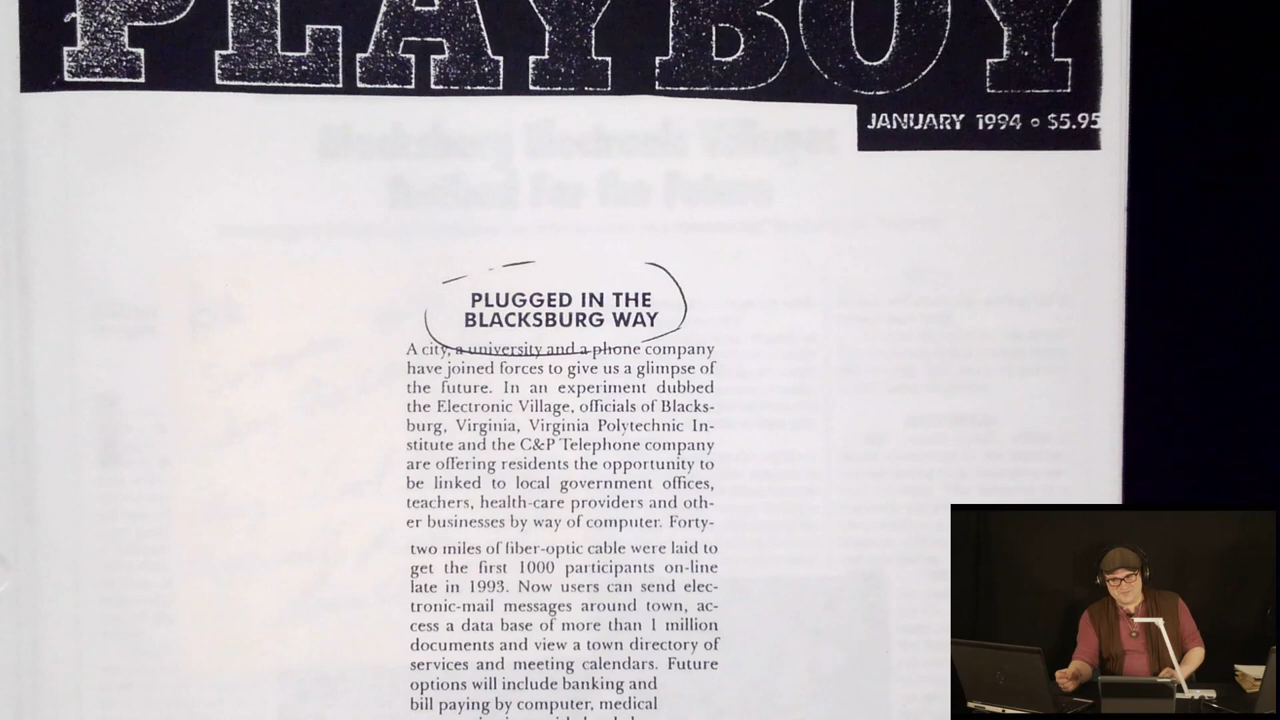 PLAYBOY
JANUARY 1994 • $5.95
PLUGGED IN THE
BLACKSBURG WAY
A city, a university and a phone company
have joined forces to give us a glimpse of
the future. In an experiment dubbed
the Electronic Village, officials of Blacks-
burg, Virginia, Virginia Polytechnic In-
stitute and the C&P Telephone company
are offering residents the opportunity to
be linked to local government offices,
teachers, health-care providers and oth-
er businesses by way of computer. Forty-
two miles of fiber-optic cable were laid to
get the first 1000 participants on-line
late in 1993. Now users can send elec-
tronic-mail messages around town, ac-
cess a data base of more than 1 million
documents and view a town directory of
services and meeting calendars. Future
options will include banking and
bill paying by computer, medical